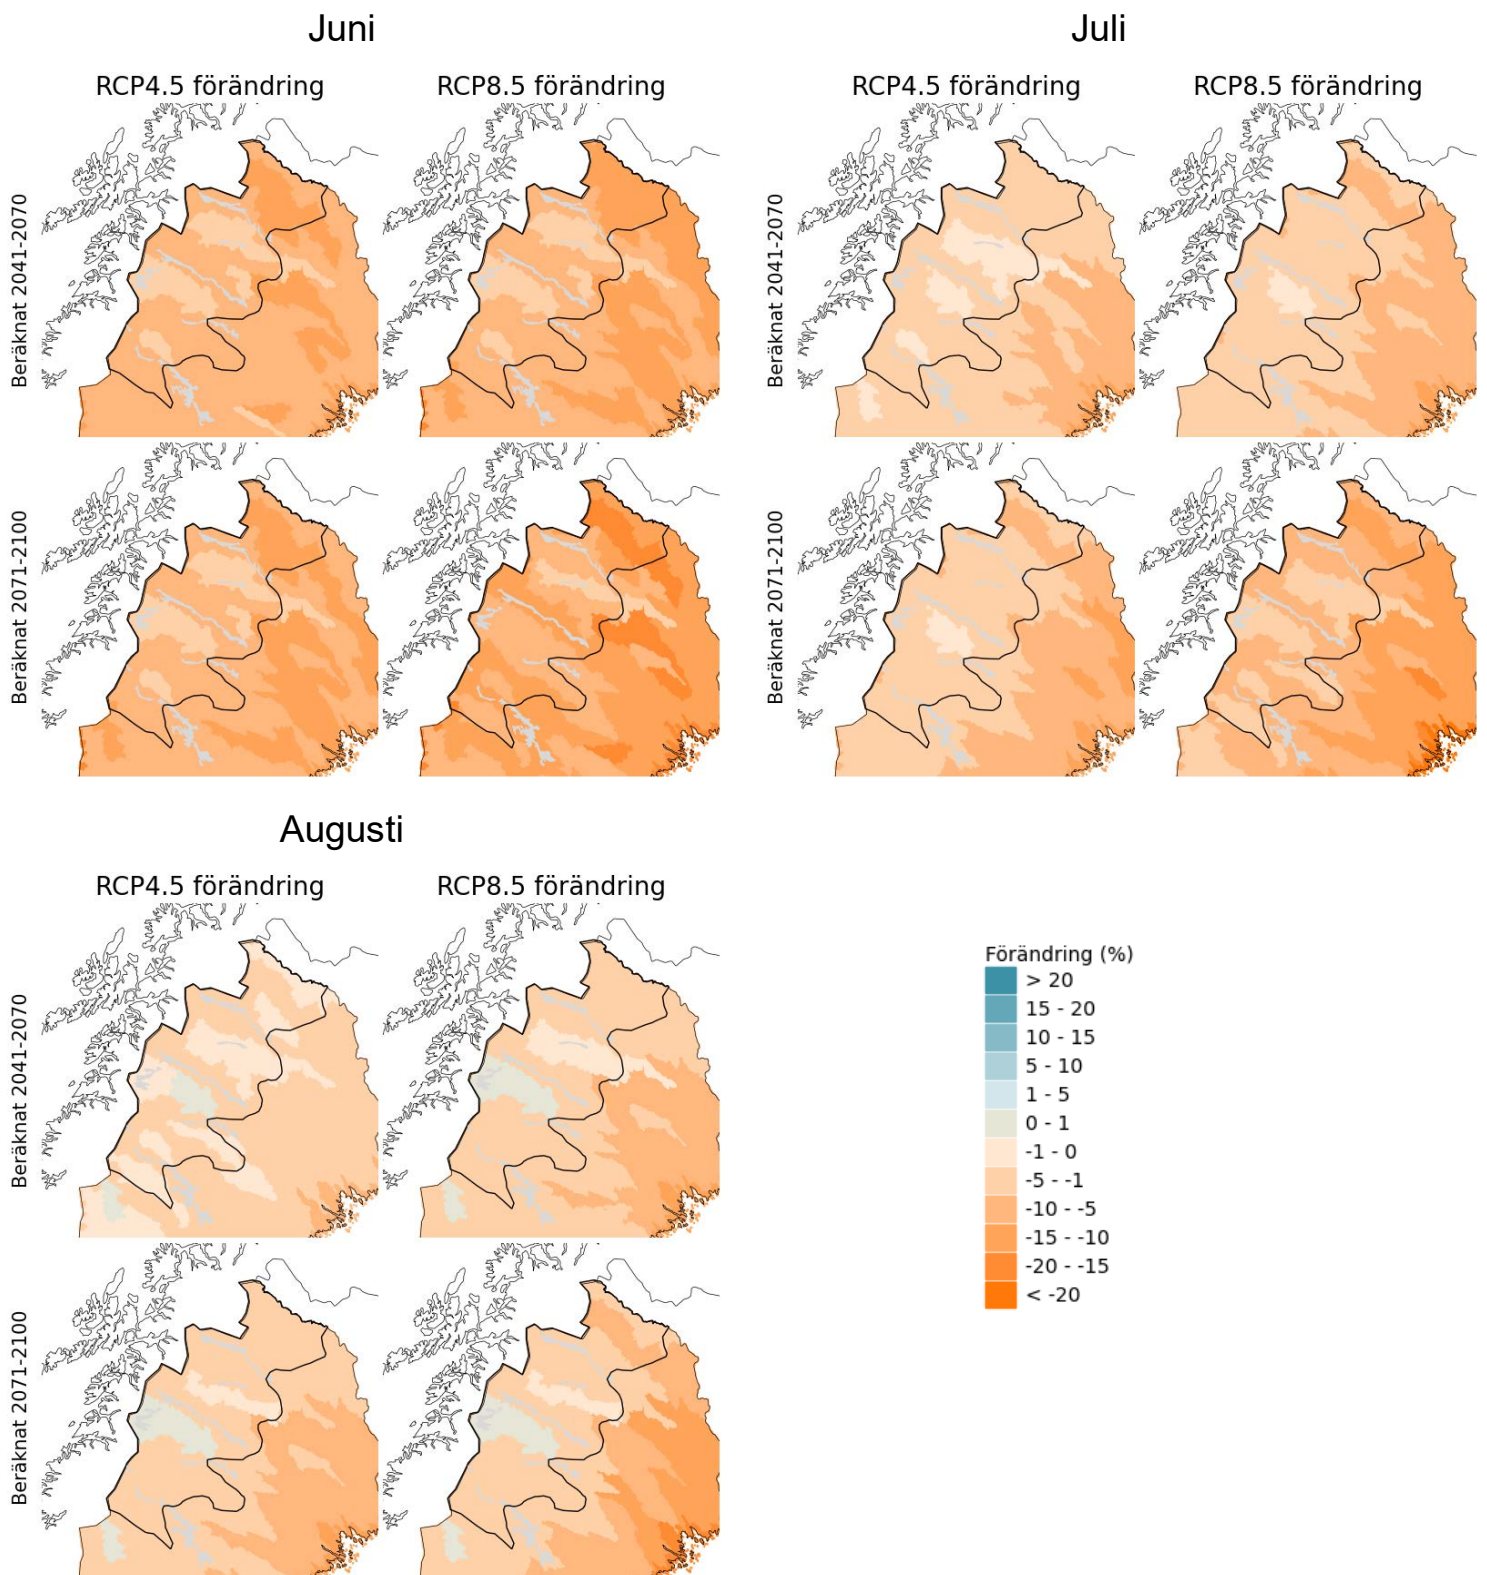 Juni
RCP4.5 förändring
RCP8.5 förändring
Beräknat 2041-2070
Beräknat 2071-2100
Juli
RCP4.5 förändring
RCP8.5 förändring
Beräknat 2041-2070
Beräknat 2071-2100
Augusti
RCP4.5 förändring
RCP8.5 förändring
Beräknat 2041-2070
Beräknat 2071-2100
Förändring (%)
> 20
15 - 20
10 - 15
5 - 10
1 - 5
0 - 1
-1 - 0
-5 - -1
-10 - -5
-15 - -10
-20 - -15
< -20